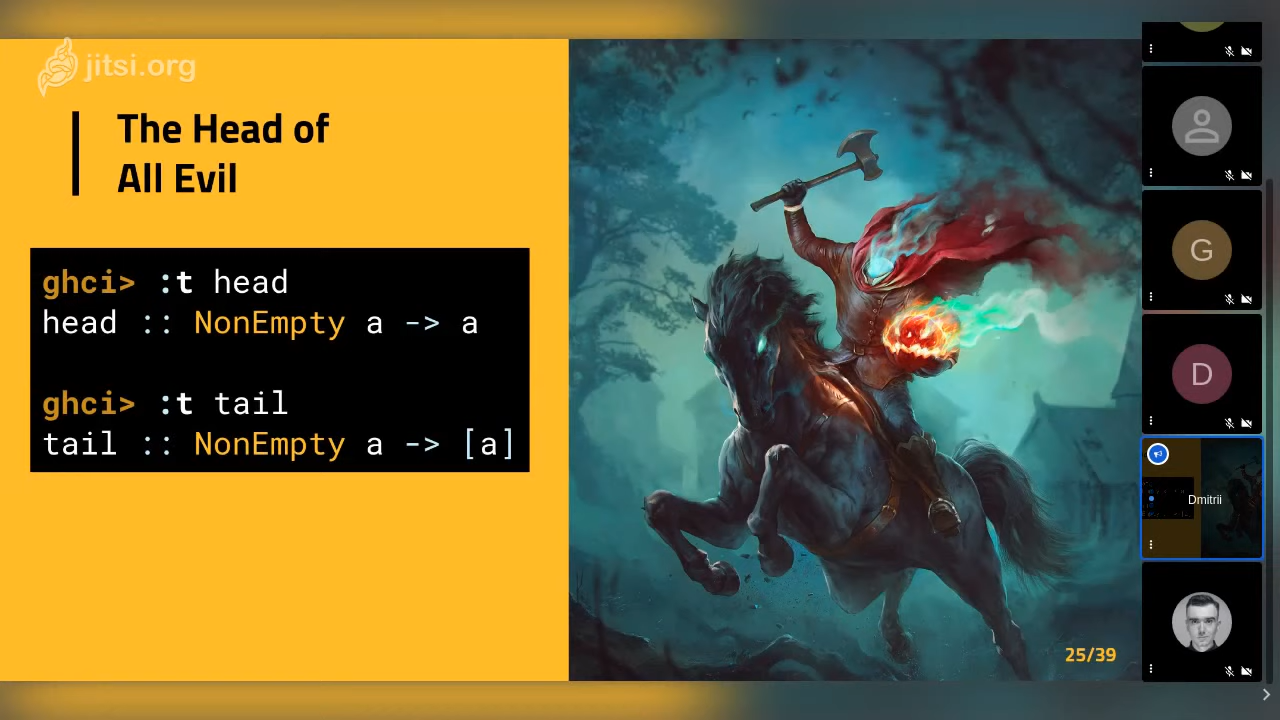 jitsi.org
The Head of
All Evil
ghci> :t head
head :: NonEmpty a -> a
ghci> :t tail
tail :: NonEmpty a -> [a]
25/39
G
D
Dmitrii